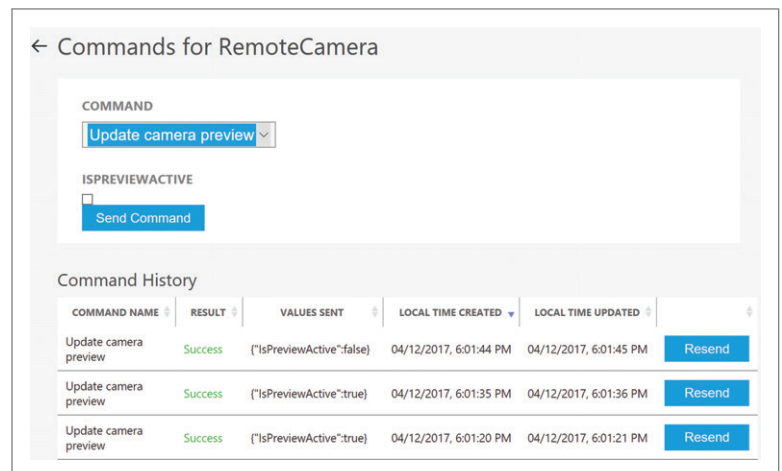 ← Commands for RemoteCamera
COMMAND
Update camera preview
ISPREVIEWACTIVE
Send Command
Command History
COMMAND NAME RESULT VALUES SENT LOCAL TIME CREATED LOCAL TIME UPDATED
Update camera preview Success {"IsPreviewActive":false} 04/12/2017, 6:01:44 PM 04/12/2017, 6:01:45 PM Resend
Update camera preview Success {"IsPreviewActive":true} 04/12/2017, 6:01:35 PM 04/12/2017, 6:01:36 PM Resend
Update camera preview Success {"IsPreviewActive":true} 04/12/2017, 6:01:20 PM 04/12/2017, 6:01:21 PM Resend